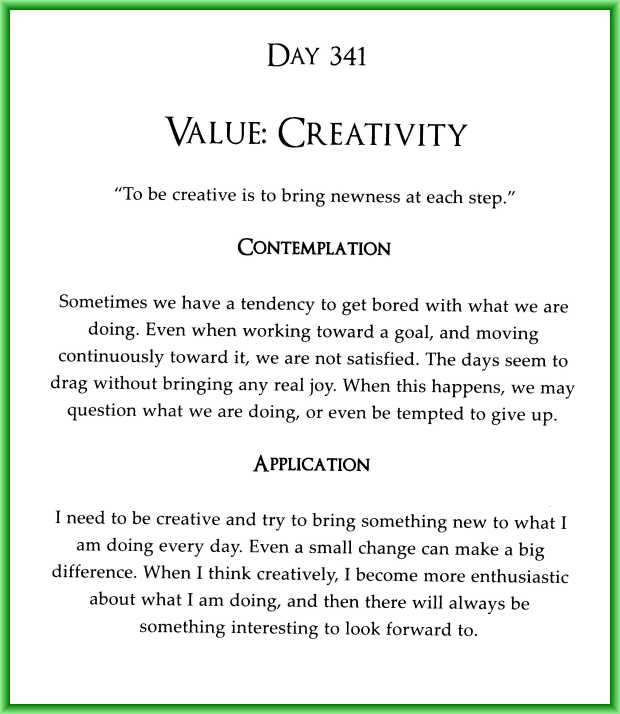 Day 341
Value: Creativity
“To be creative is to bring newness at each step.”
Contemplation
Sometimes we have a tendency to get bored with what we are
doing. Even when working toward a goal, and moving
continuously toward it, we are not satisfied. The days seem to
drag without bringing any real joy. When this happens, we may
question what we are doing, or even be tempted to give up.
Application
I need to be creative and try to bring something new to what I
am doing every day. Even a small change can make a big
difference. When I think creatively, I become more enthusiastic
about what I am doing, and then there will always be
something interesting to look forward to.